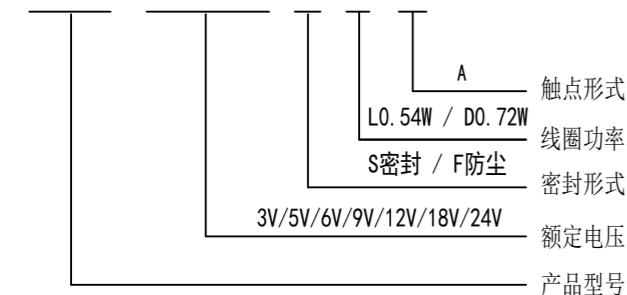 A
触点形式
L0.54W / D0.72W
线圈功率
S密封 / F防尘
密封形式
3V/5V/6V/9V/12V/18V/24V
额定电压
产品型号